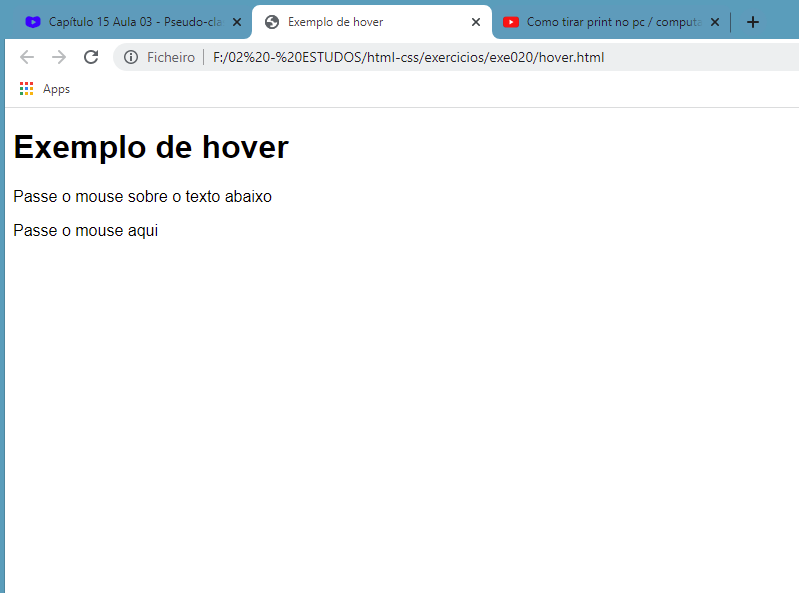 Capítulo 15 Aula 03 - Pseudo-cla
Exemplo de hover
Como tirar print no pc / computa
Ficheiro
F:/02%20-%20ESTUDOS/html-css/exercicios/exe020/hover.html
Apps
Exemplo de hover
Passe o mouse sobre o texto abaixo
Passe o mouse aqui